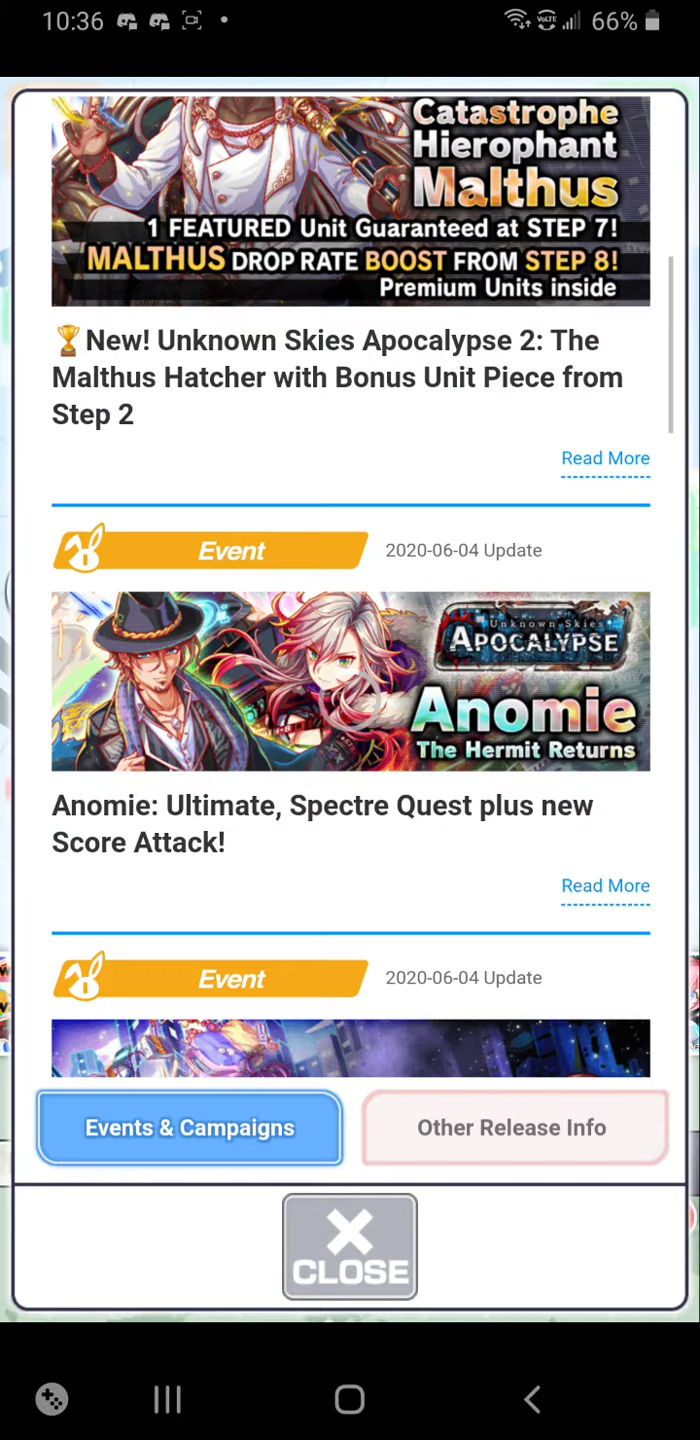 10:36
VoLTE 66%
Catastrophe
Hierophant
Malthus
1 FEATURED Unit Guaranteed at STEP 7!
MALTHUS DROP RATE BOOST FROM STEP 8!
Premium Units inside
🏆New! Unknown Skies Apocalypse 2: The
Malthus Hatcher with Bonus Unit Piece from
Step 2
Read More
Event 2020-06-04 Update
Unknown Skies
APOCALYPSE
Anomie
The Hermit Returns
Anomie: Ultimate, Spectre Quest plus new
Score Attack!
Read More
Event 2020-06-04 Update
Events & Campaigns Other Release Info
CLOSE